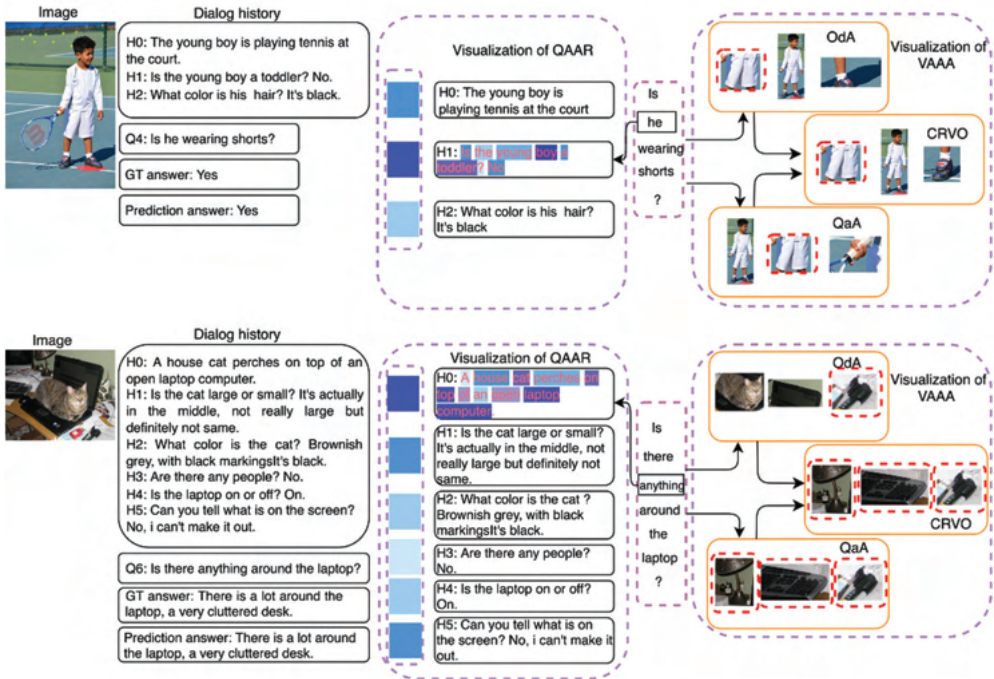 Image
Dialog history
H0: The young boy is playing tennis at
the court.
H1: Is the young boy a toddler? No.
H2: What color is his hair? It's black.
Q4: Is he wearing shorts?
GT answer: Yes
Prediction answer: Yes
Visualization of QAAR
H0: The young boy is
playing tennis at the court
H1: Is the young boy a
toddler? No
H2: What color is his hair?
It's black
Is
he
wearing
shorts
?
OdA
Visualization of
VAAA
CRVO
QaA
Image
Dialog history
H0: A house cat perches on top of an
open laptop computer.
H1: Is the cat large or small? It's actually
in the middle, not really large but
definitely not same.
H2: What color is the cat? Brownish
grey, with black markingsIt's black.
H3: Are there any people? No.
H4: Is the laptop on or off? On.
H5: Can you tell what is on the screen?
No, i can't make it out.
Q6: Is there anything around the laptop?
GT answer: There is a lot around the
laptop, a very cluttered desk.
Prediction answer: There is a lot around
the laptop, a very cluttered desk.
Visualization of QAAR
H0: A house cat perches on
top of an open laptop
computer.
H1: Is the cat large or small?
It's actually in the middle, not
really large but definitely not
same.
H2: What color is the cat ?
Brownish grey, with black
markingsIt's black.
H3: Are there any people?
No.
H4: Is the laptop on or off?
On.
H5: Can you tell what is on
the screen? No, i can't make it
out.
Is
there
anything
around
the
laptop
?
QdA
Visualization of
VAAA
CRVO
QaA